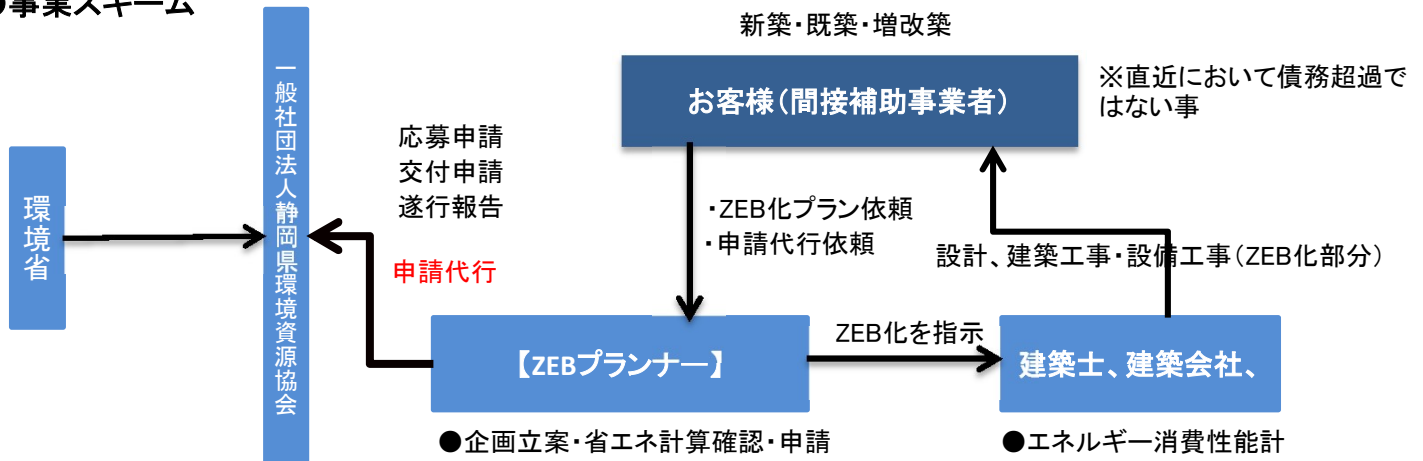 ●事業スキーム
新築・既築・増改築
お客様（間接補助事業者）
※直近において債務超過で
はない事
環境省
一般社団法人静岡県環境資源協会
応募申請
交付申請
遂行報告
申請代行
・ZEB化プラン依頼
・申請代行依頼
設計、建築工事・設備工事（ZEB化部分）
【ZEBプランナー】
ZEB化を指示
建築士、建築会社、
●企画立案・省エネ計算確認・申請
●エネルギー消費性能計